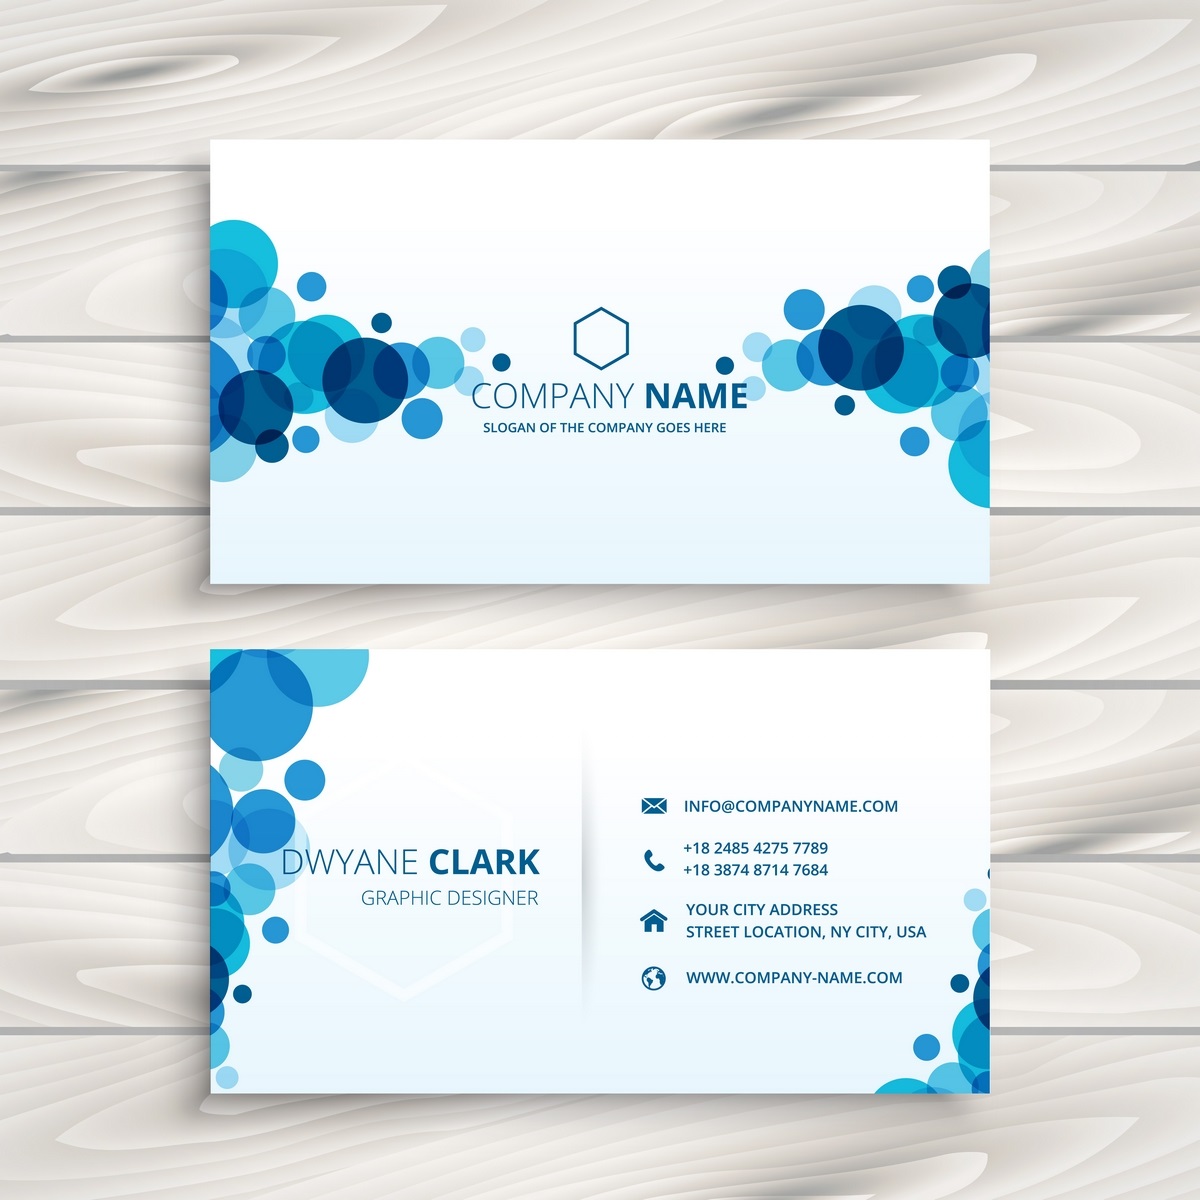 COMPANY NAME
SLOGAN OF THE COMPANY GOES HERE
DWYANE CLARK
GRAPHIC DESIGNER
INFO@COMPANYNAME.COM
+18 2485 4275 7789
+18 3874 8714 7684
YOUR CITY ADDRESS
STREET LOCATION, NY CITY, USA
WWW.COMPANY-NAME.COM